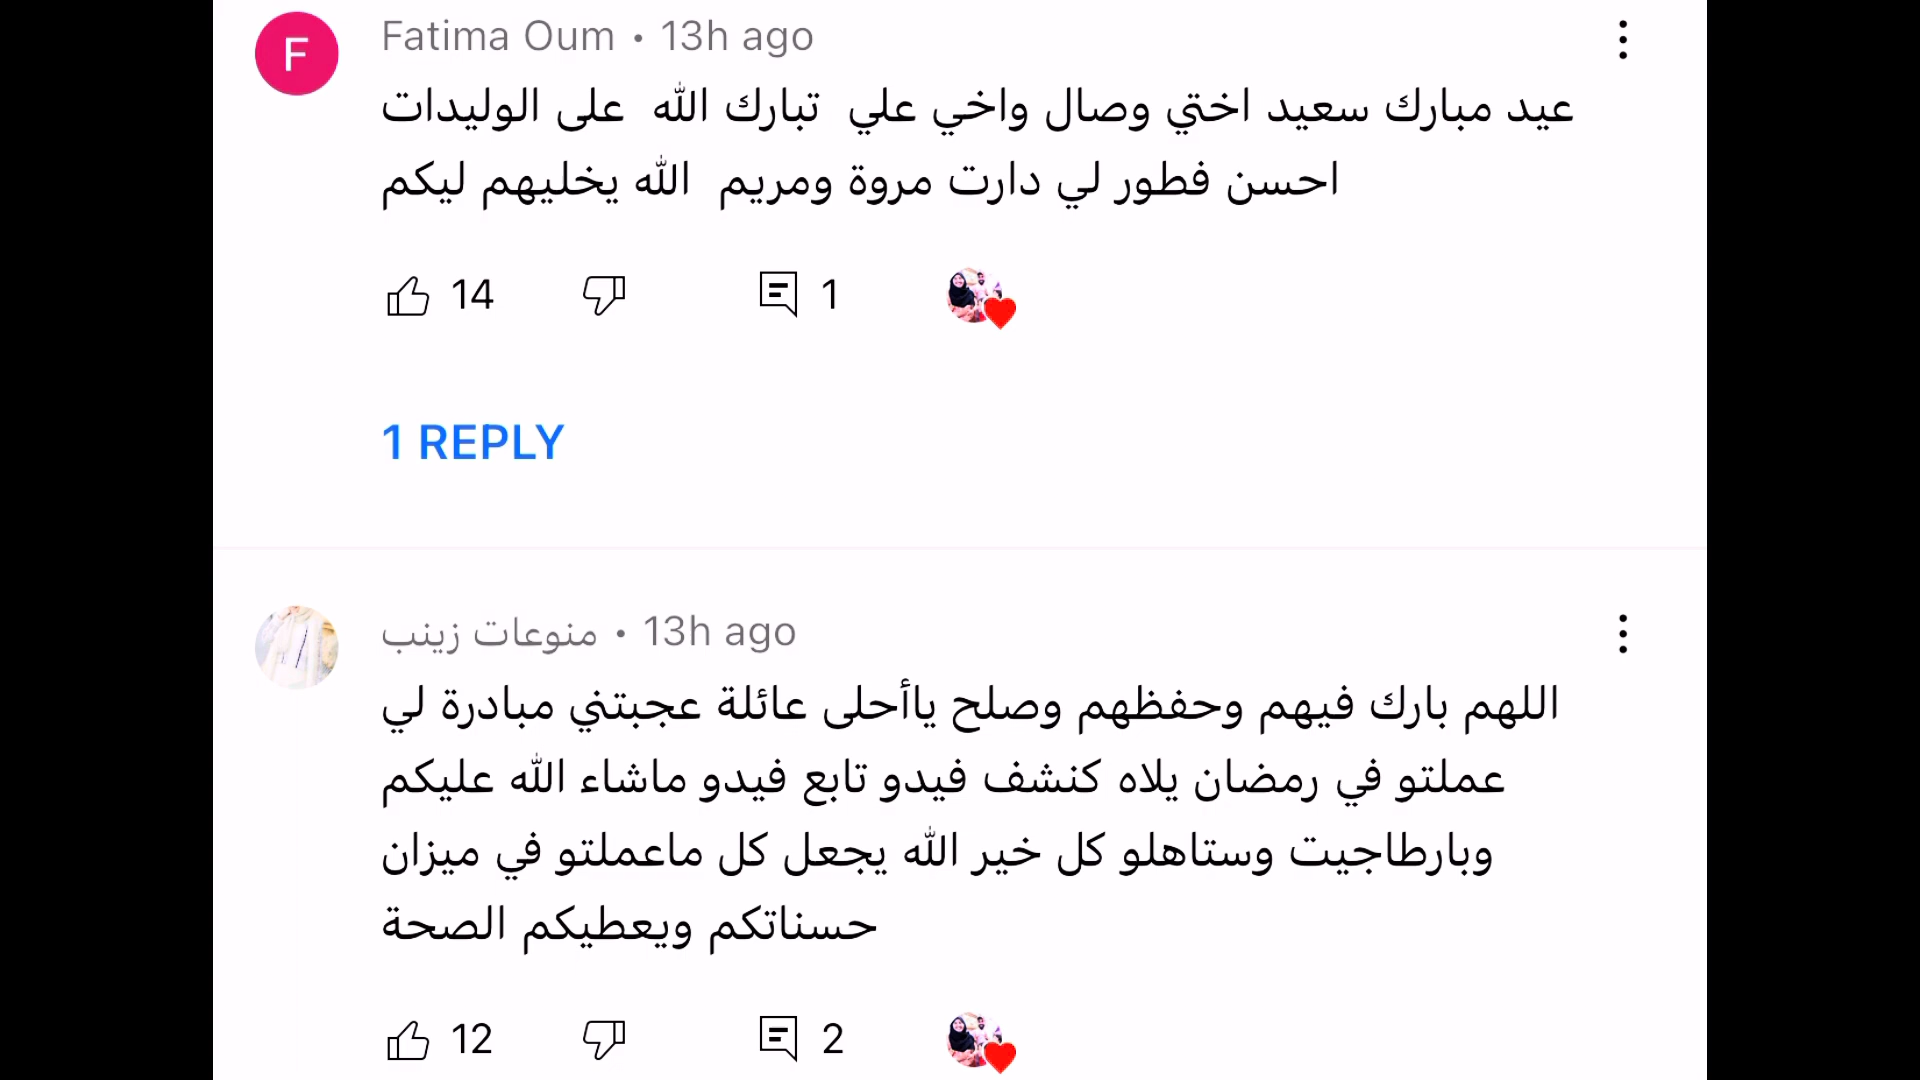 F
Fatima Oum • 13h ago
عيد مبارك سعيد اختي وصال واخي علي تبارك الله على الوليدات
احسن فطور لي دارت مروة ومريم الله يخليهم ليكم
14
1
1 REPLY
منوعات زينب • 13h ago
اللهم بارك فيهم وحفظهم وصلح ياأحلى عائلة عجبتني مبادرة لي
عملتو في رمضان يلاه كنشف فيدو تابع فيدو ماشاء الله عليكم
وبارطاجيت وستاهلو كل خير الله يجعل كل ماعملتو في ميزان
حسناتكم ويعطيكم الصحة
12
2